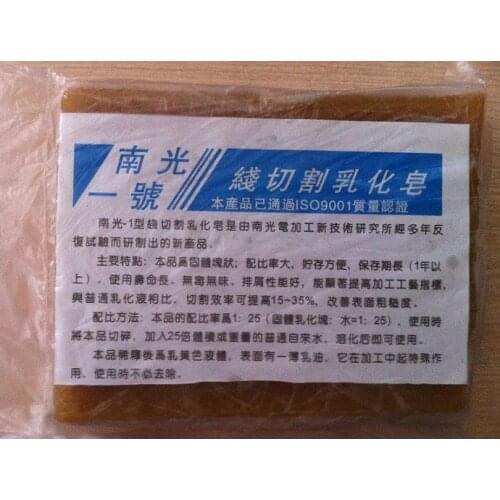 南光
一號
綫切割乳化皂
本產品已通過ISO9001質量認證
南光-1型綫切割乳化皂是由南光電加工新技術研究所經多年反
復試驗而研制出的新產品。
主要特點：本品爲固體塊狀；配比率大，貯存方便，保存期長（1年以
上）．使用壽命長、無毒無味，排屑性能好，能顯著提高加工工藝指標，
與普通乳化液相比，切割效率可提高15~35%，改善表面粗糙度。
配比方法：本品的配比率爲1：25（固體乳化塊：水=1：25），使用時
將本品切碎，加入25倍體積或重量的普通自來水，溶化后即可使用。
本品稀釋後爲乳黃色液體，表面有一薄乳油，它在加工中起特殊作
用，使用時不必去除。